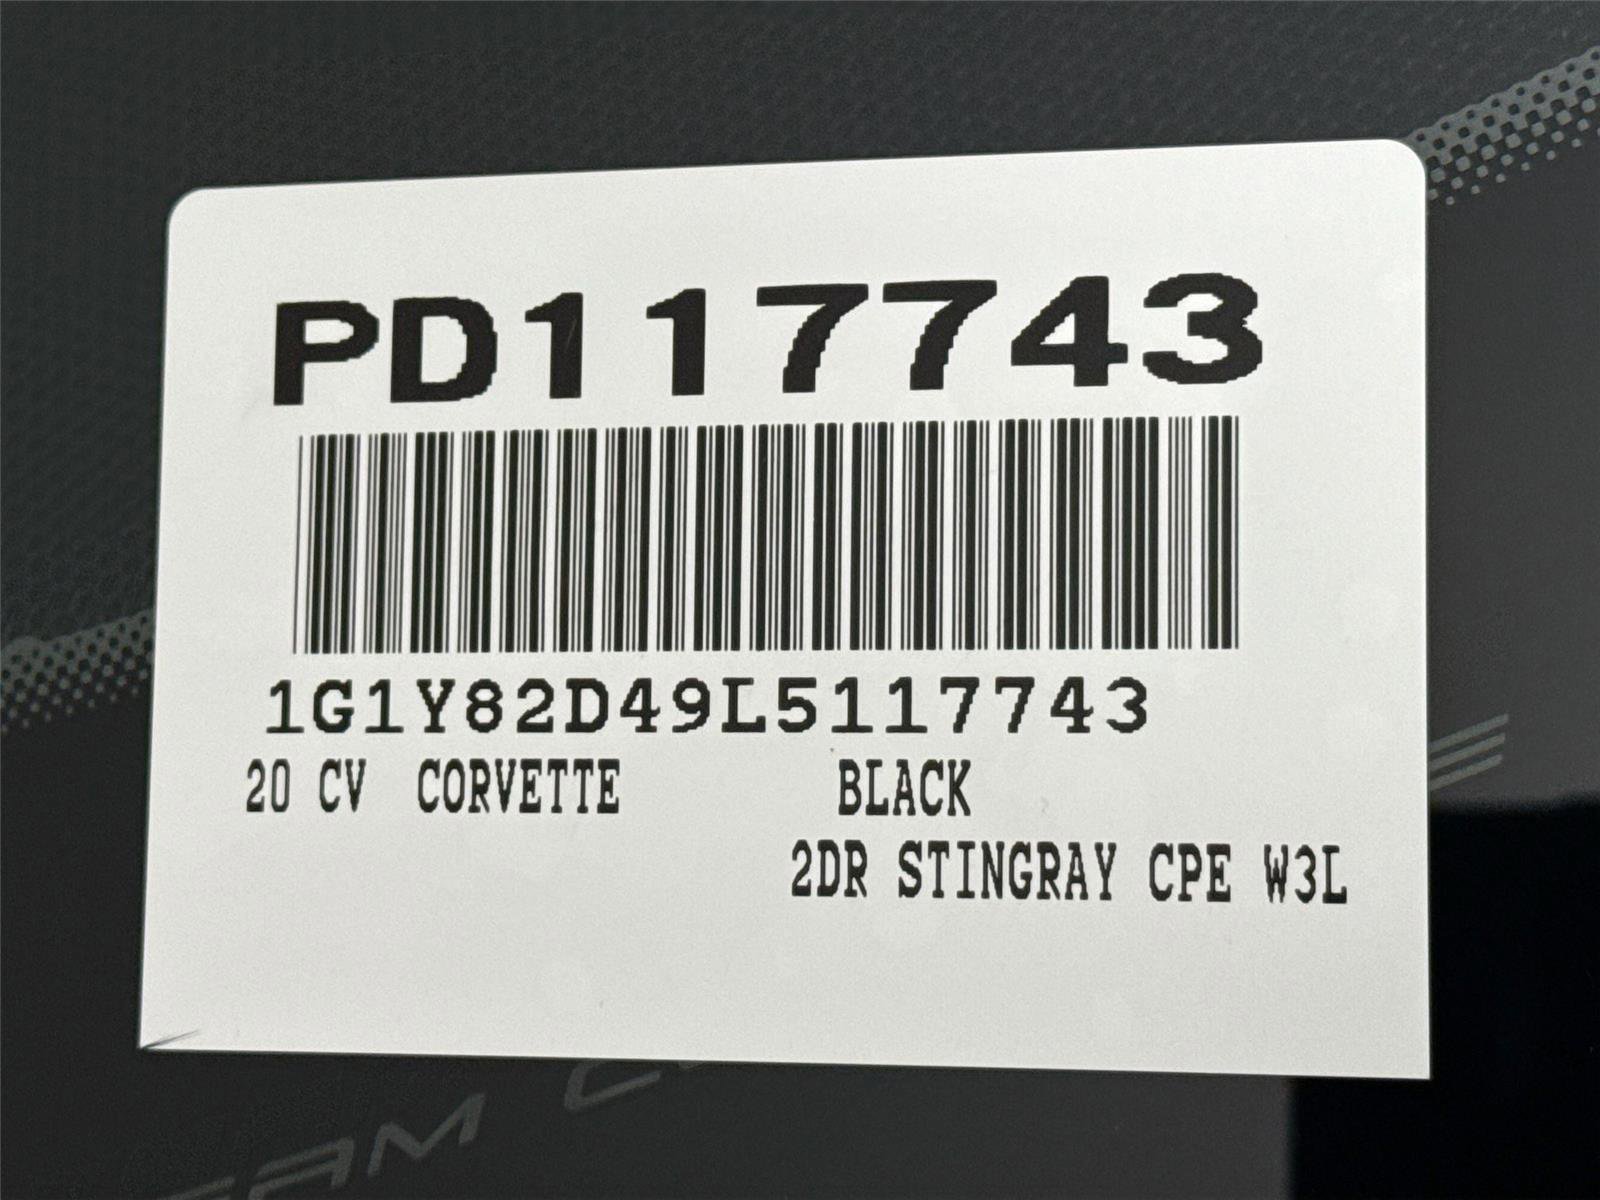 PD117743
1G1Y82D49L5117743
20 CV CORVETTE BLACK
2DR STINGRAY CPE W3L